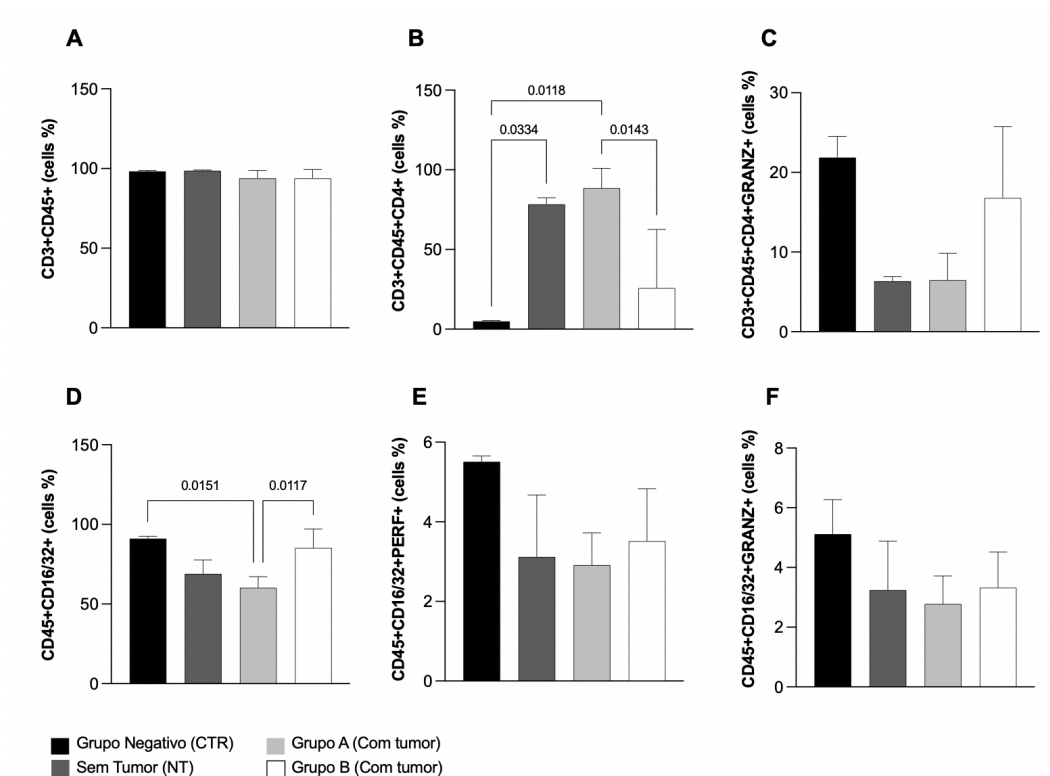 A
CD3+CD45+ (cells %)
150
100
50
0
B
CD3+CD45+CD4+ (cells %)
150
100
50
0
0.0118
0.0334
0.0143
C
CD3+CD45+CD4+GRANZ+ (cells %)
30
20
10
0
D
CD45+CD16/32+ (cells %)
150
100
50
0
0.0151
0.0117
E
CD45+CD16/32+PERF+ (cells %)
6
4
2
0
F
CD45+CD16/32+GRANZ+ (cells %)
8
6
4
2
0
Grupo Negativo (CTR)
Sem Tumor (NT)
Grupo A (Com tumor)
Grupo B (Com tumor)